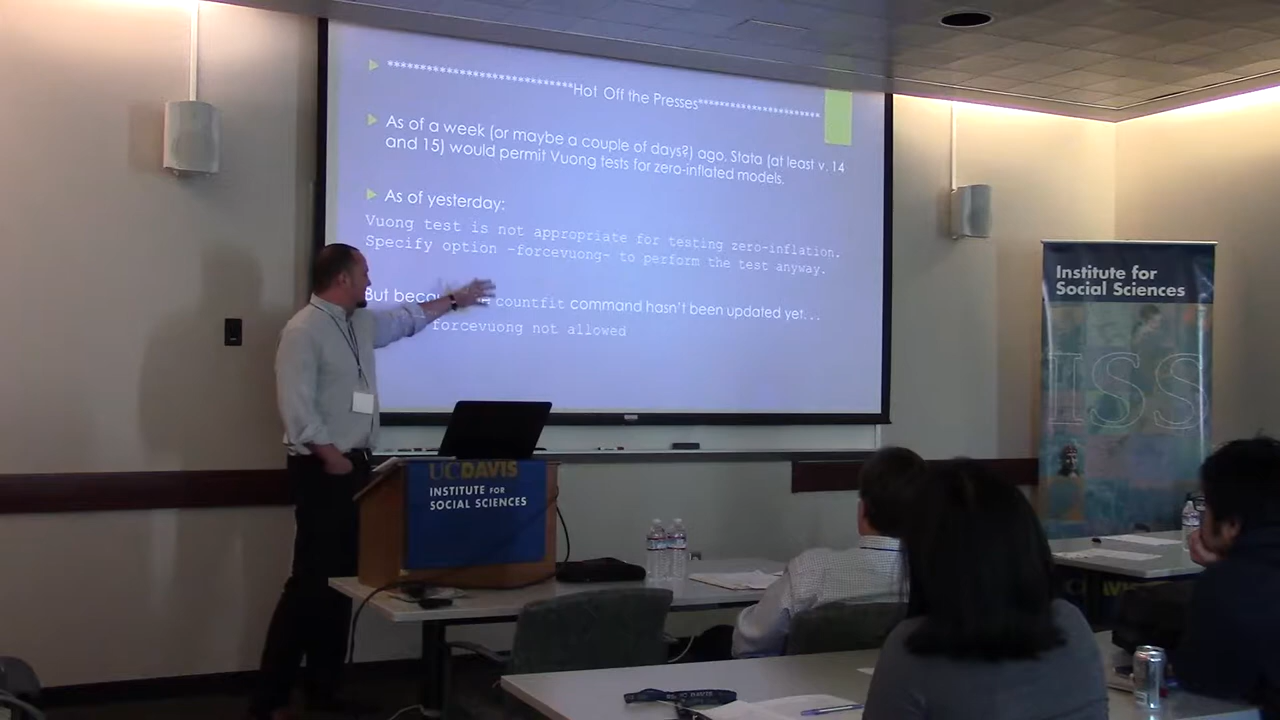 ***************************Hot Off the Presses*******************
As of a week (or maybe a couple of days?) ago, Stata (at least v. 14
and 15) would permit Vuong tests for zero-inflated models.
As of yesterday:
Vuong test is not appropriate for testing zero-inflation.
Specify option -forcevuong- to perform the test anyway.
But countfit command hasn't been updated yet...
forcevuong not allowed
Institute for
Social Sciences
ISS
UC DAVIS
INSTITUTE FOR
SOCIAL SCIENCES
UC DAVIS